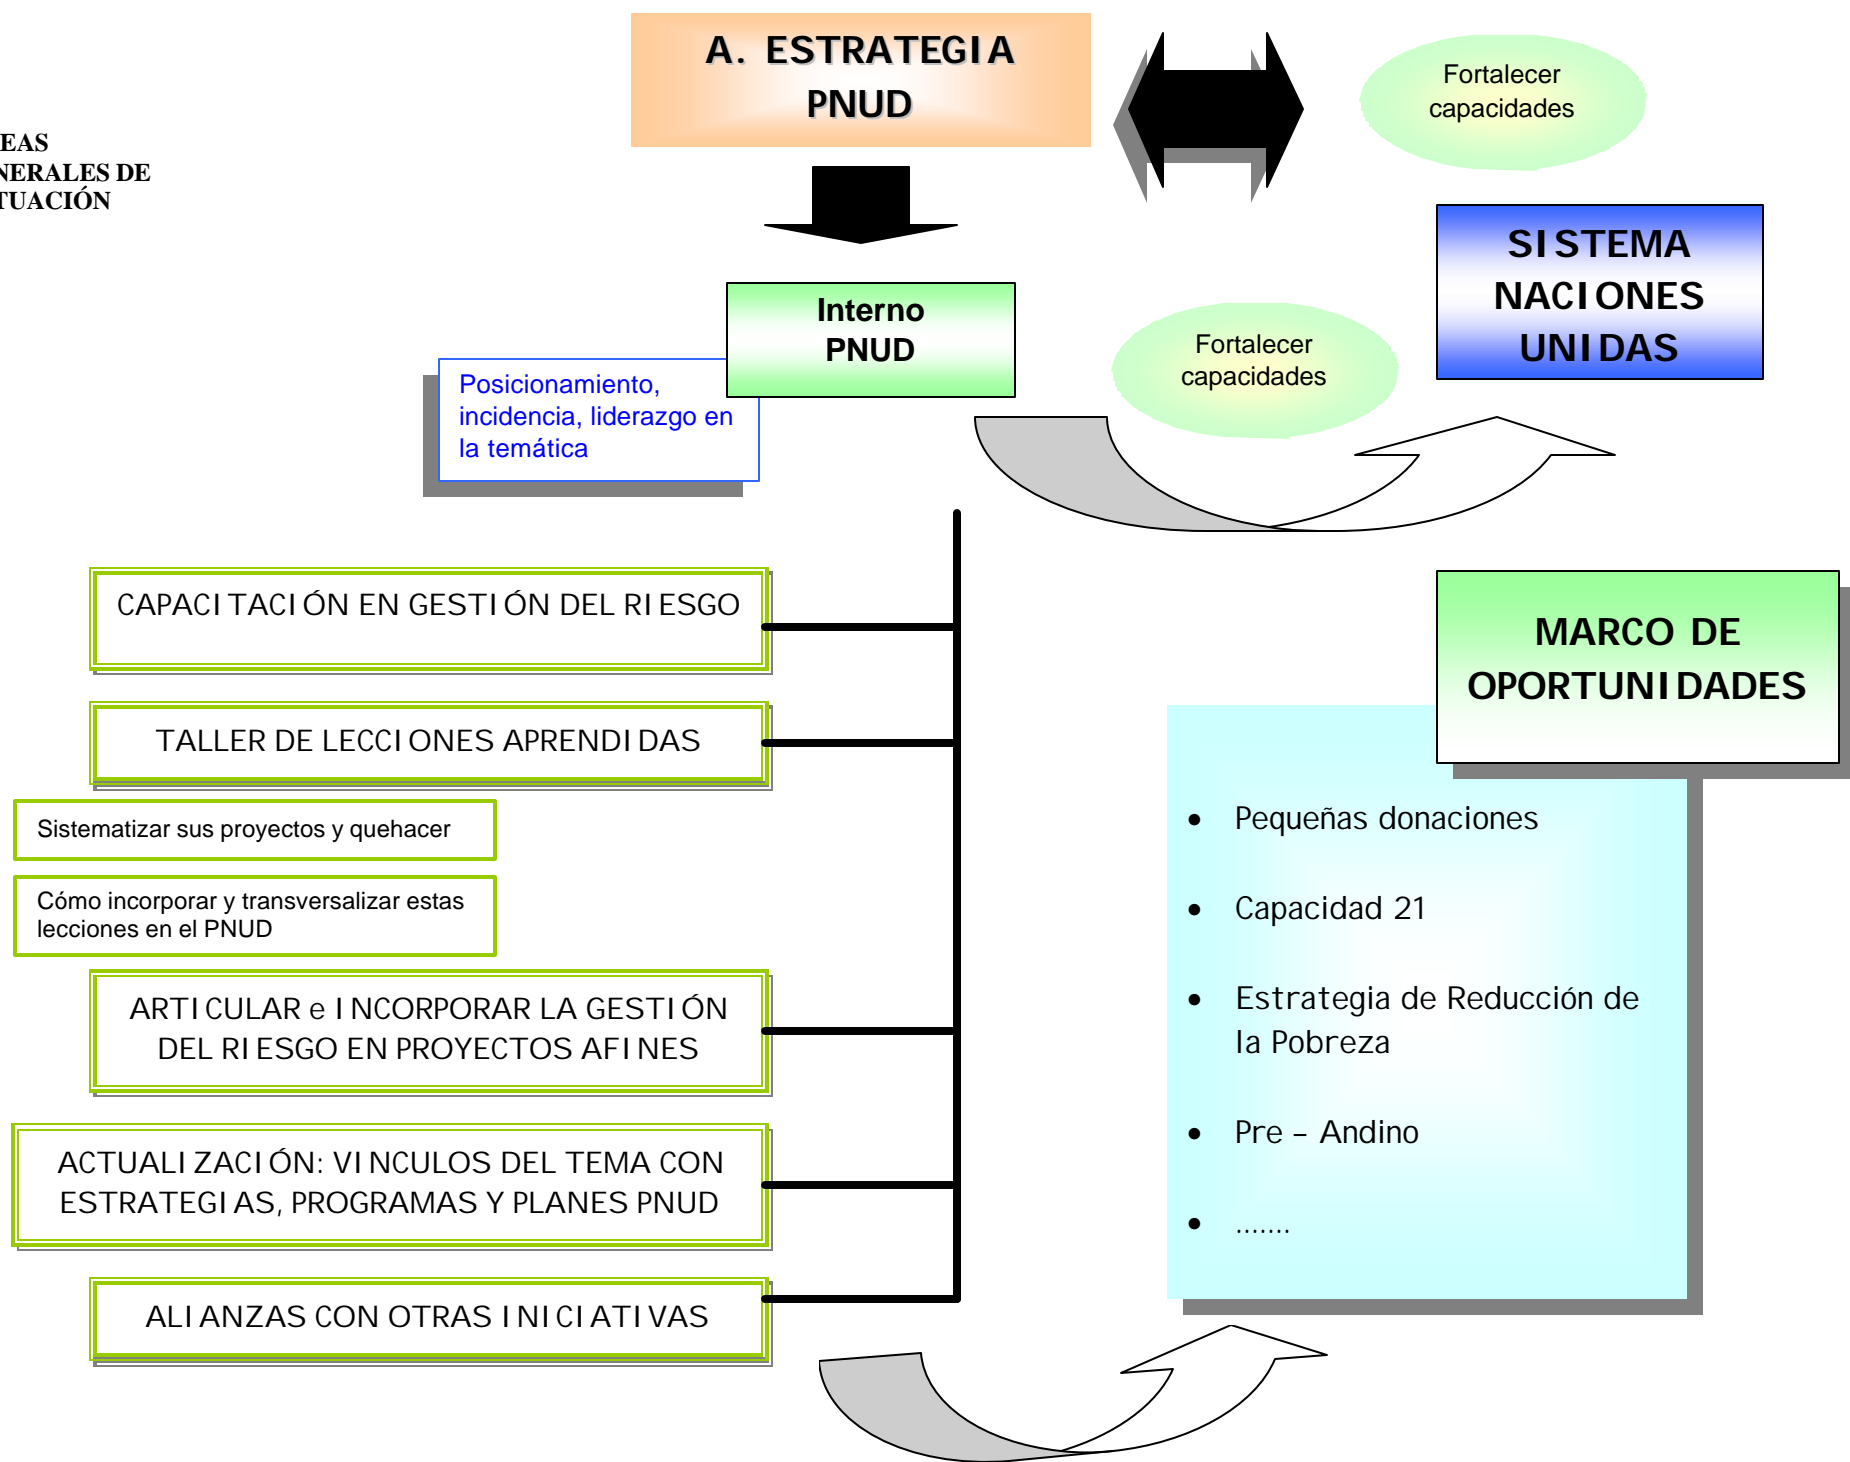 A. ESTRATEGIA
PNUD
Fortalecer
capacidades
EAS
NERALES DE
TUACIÓN
SISTEMA
NACIONES
UNIDAS
Interno
PNUD
Fortalecer
capacidades
Posicionamiento,
incidencia, liderazgo en
la temática
CAPACITACIÓN EN GESTIÓN DEL RIESGO
TALLER DE LECCIONES APRENDIDAS
Sistematizar sus proyectos y quehacer
Cómo incorporar y transversalizar estas
lecciones en el PNUD
ARTICULAR e INCORPORAR LA GESTIÓN
DEL RIESGO EN PROYECTOS AFINES
ACTUALIZACIÓN: VINCULOS DEL TEMA CON
ESTRATEGIAS, PROGRAMAS Y PLANES PNUD
ALIANZAS CON OTRAS INICIATIVAS
MARCO DE
OPORTUNIDADES
• Pequeñas donaciones
• Capacidad 21
• Estrategia de Reducción de
la Pobreza
• Pre – Andino
• .......